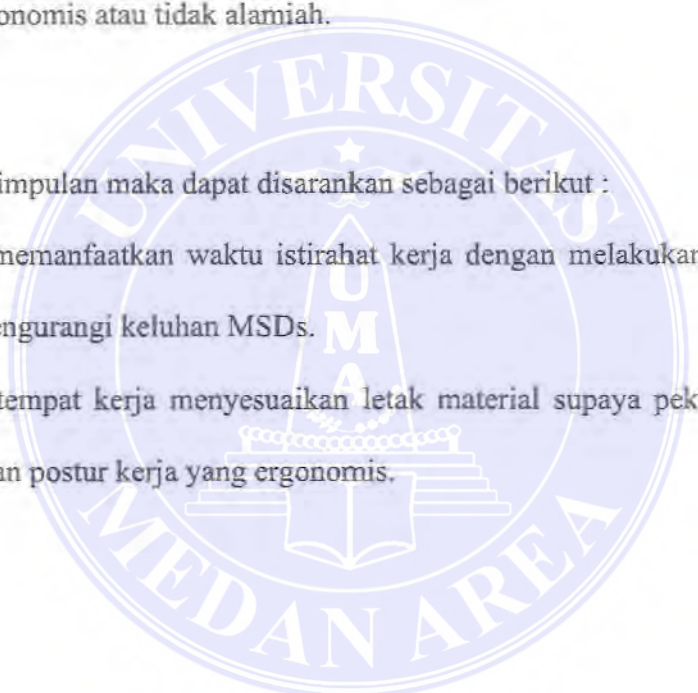 onomis atau tidak alamiah.
UNIVERSITAS
impulan maka dapat disarankan sebagai berikut :
memanfaatkan waktu istirahat kerja dengan melakukan
engurangi keluhan MSDs.
UMA
tempat kerja menyesuaikan letak material supaya pek
an postur kerja yang ergonomis.
MEDAN AREA